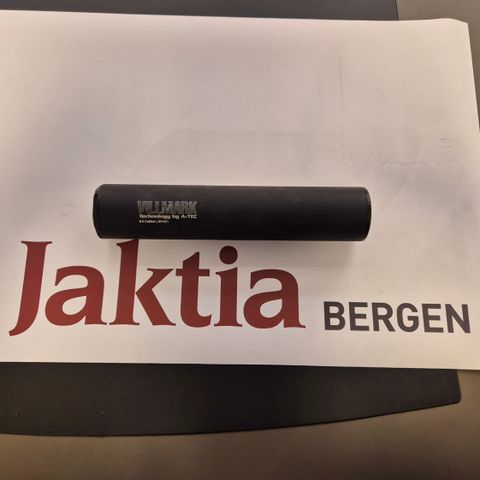 VILLMARK
Technology by A-TEC
Jaktia BERGEN